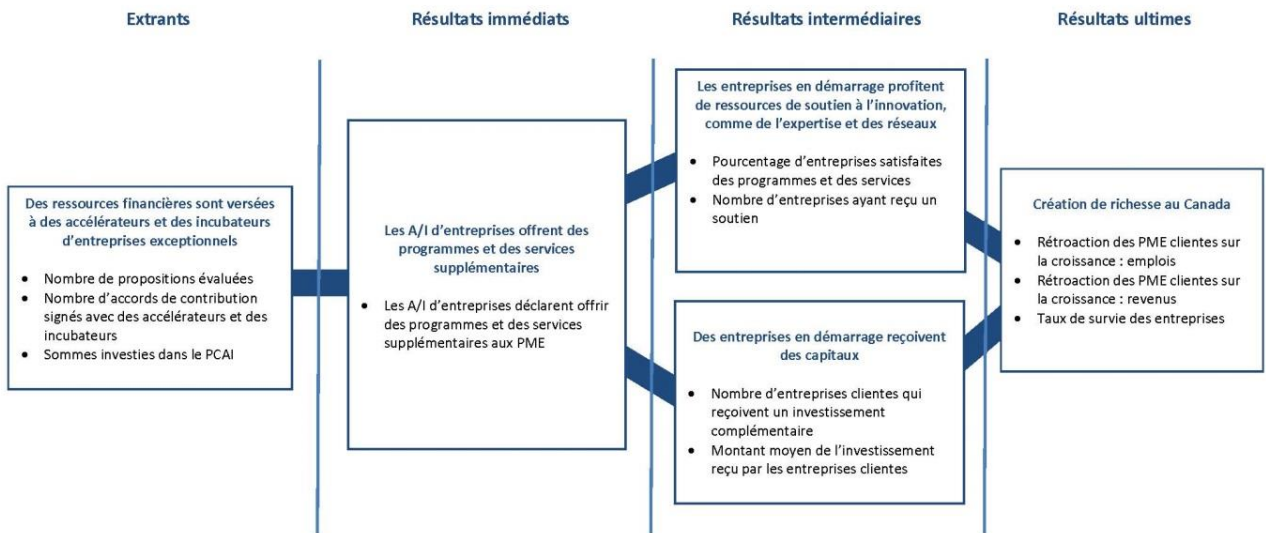 Extrants
Résultats immédiats
Résultats intermédiaires
Résultats ultimes
Des ressources financières sont versées
à des accélérateurs et des incubateurs
d'entreprises exceptionnels
• Nombre de propositions évaluées
• Nombre d'accords de contribution
signés avec des accélérateurs et des
incubateurs
• Sommes investies dans le PCAI
Les A/I d'entreprises offrent des
programmes et des services
supplémentaires
• Les A/I d'entreprises déclarent offrir
des programmes et des services
supplémentaires aux PME
Les entreprises en démarrage profitent
de ressources de soutien à l'innovation,
comme de l'expertise et des réseaux
• Pourcentage d'entreprises satisfaites
des programmes et des services
• Nombre d'entreprises ayant reçu un
soutien
Des entreprises en démarrage reçoivent
des capitaux
• Nombre d'entreprises clientes qui
reçoivent un investissement
complémentaire
• Montant moyen de l'investissement
reçu par les entreprises clientes
Création de richesse au Canada
• Rétroaction des PME clientes sur
la croissance : emplois
• Rétroaction des PME clientes sur
la croissance : revenus
• Taux de survie des entreprises